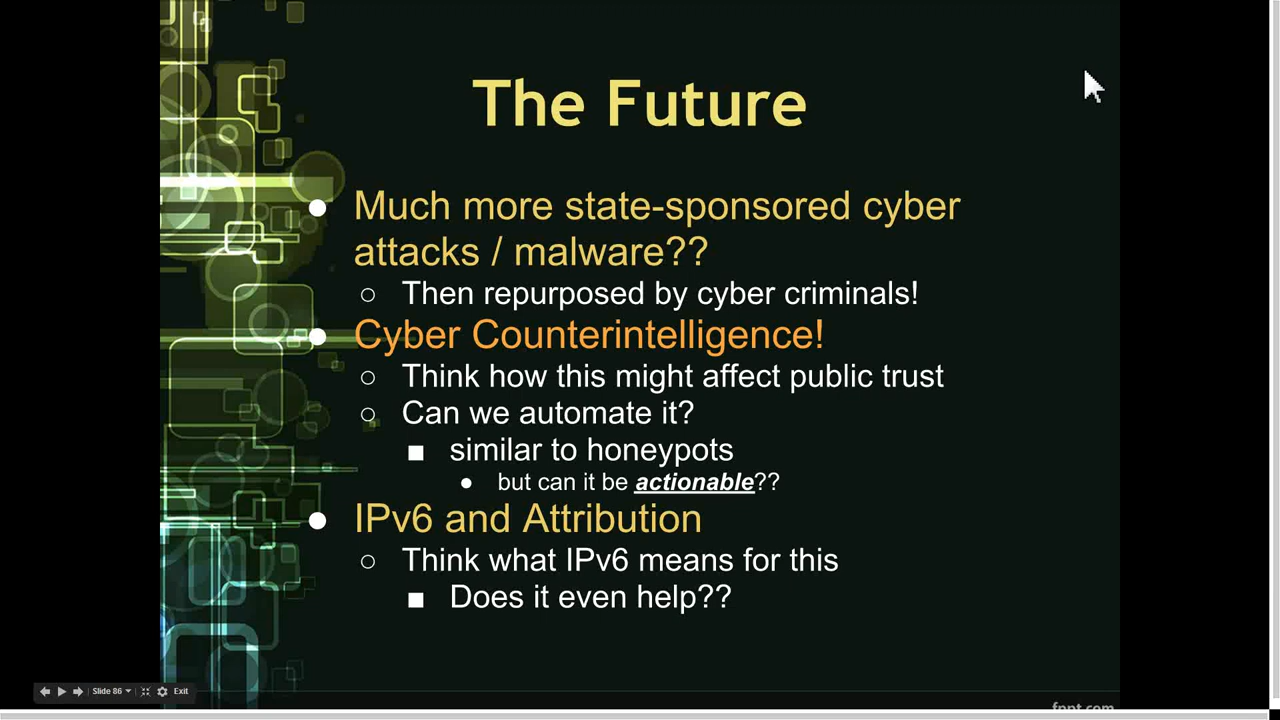 The Future
● Much more state-sponsored cyber
attacks / malware??
○ Then repurposed by cyber criminals!
● Cyber Counterintelligence!
○ Think how this might affect public trust
○ Can we automate it?
■ similar to honeypots
● but can it be actionable??
● IPv6 and Attribution
○ Think what IPv6 means for this
■ Does it even help??
Slide 86 Exit
fppt.com